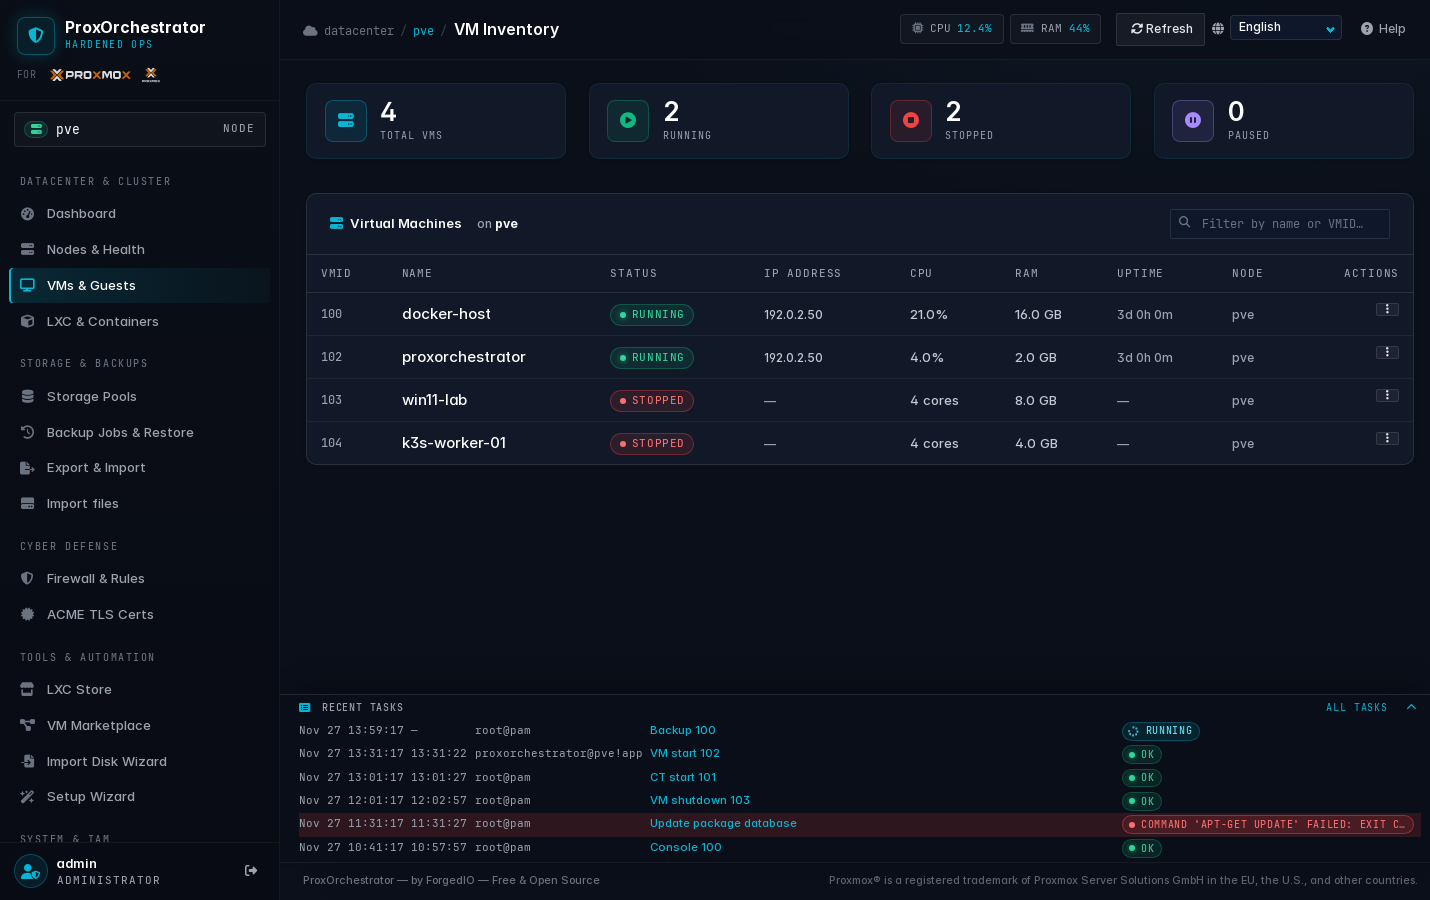 ProxOrchestrator
HARDENED OPS
FOR PROXMOX
pve NODE
DATACENTER & CLUSTER
Dashboard
Nodes & Health
VMs & Guests
LXC & Containers
STORAGE & BACKUPS
Storage Pools
Backup Jobs & Restore
Export & Import
Import files
CYBER DEFENSE
Firewall & Rules
ACME TLS Certs
TOOLS & AUTOMATION
LXC Store
VM Marketplace
Import Disk Wizard
Setup Wizard
SYSTEM & IAM
admin
ADMINISTRATOR
datacenter / pve / VM Inventory
CPU 12.4% RAM 44% Refresh English Help
4
TOTAL VMS
2
RUNNING
2
STOPPED
0
PAUSED
Virtual Machines on pve Filter by name or VMID…
VMID NAME STATUS IP ADDRESS CPU RAM UPTIME NODE ACTIONS
100 docker-host RUNNING 192.0.2.50 21.0% 16.0 GB 3d 0h 0m pve
102 proxorchestrator RUNNING 192.0.2.50 4.0% 2.0 GB 3d 0h 0m pve
103 win11-lab STOPPED — 4 cores 8.0 GB — pve
104 k3s-worker-01 STOPPED — 4 cores 4.0 GB — pve
RECENT TASKS ALL TASKS
Nov 27 13:59:17 — root@pam Backup 100 RUNNING
Nov 27 13:31:17 13:31:22 proxorchestrator@pve!app VM start 102 OK
Nov 27 13:01:17 13:01:27 root@pam CT start 101 OK
Nov 27 12:01:17 12:02:57 root@pam VM shutdown 103 OK
Nov 27 11:31:17 11:31:27 root@pam Update package database COMMAND 'APT-GET UPDATE' FAILED: EXIT C…
Nov 27 10:41:17 10:57:57 root@pam Console 100 OK
ProxOrchestrator — by ForgedIO — Free & Open Source
Proxmox® is a registered trademark of Proxmox Server Solutions GmbH in the EU, the U.S., and other countries.